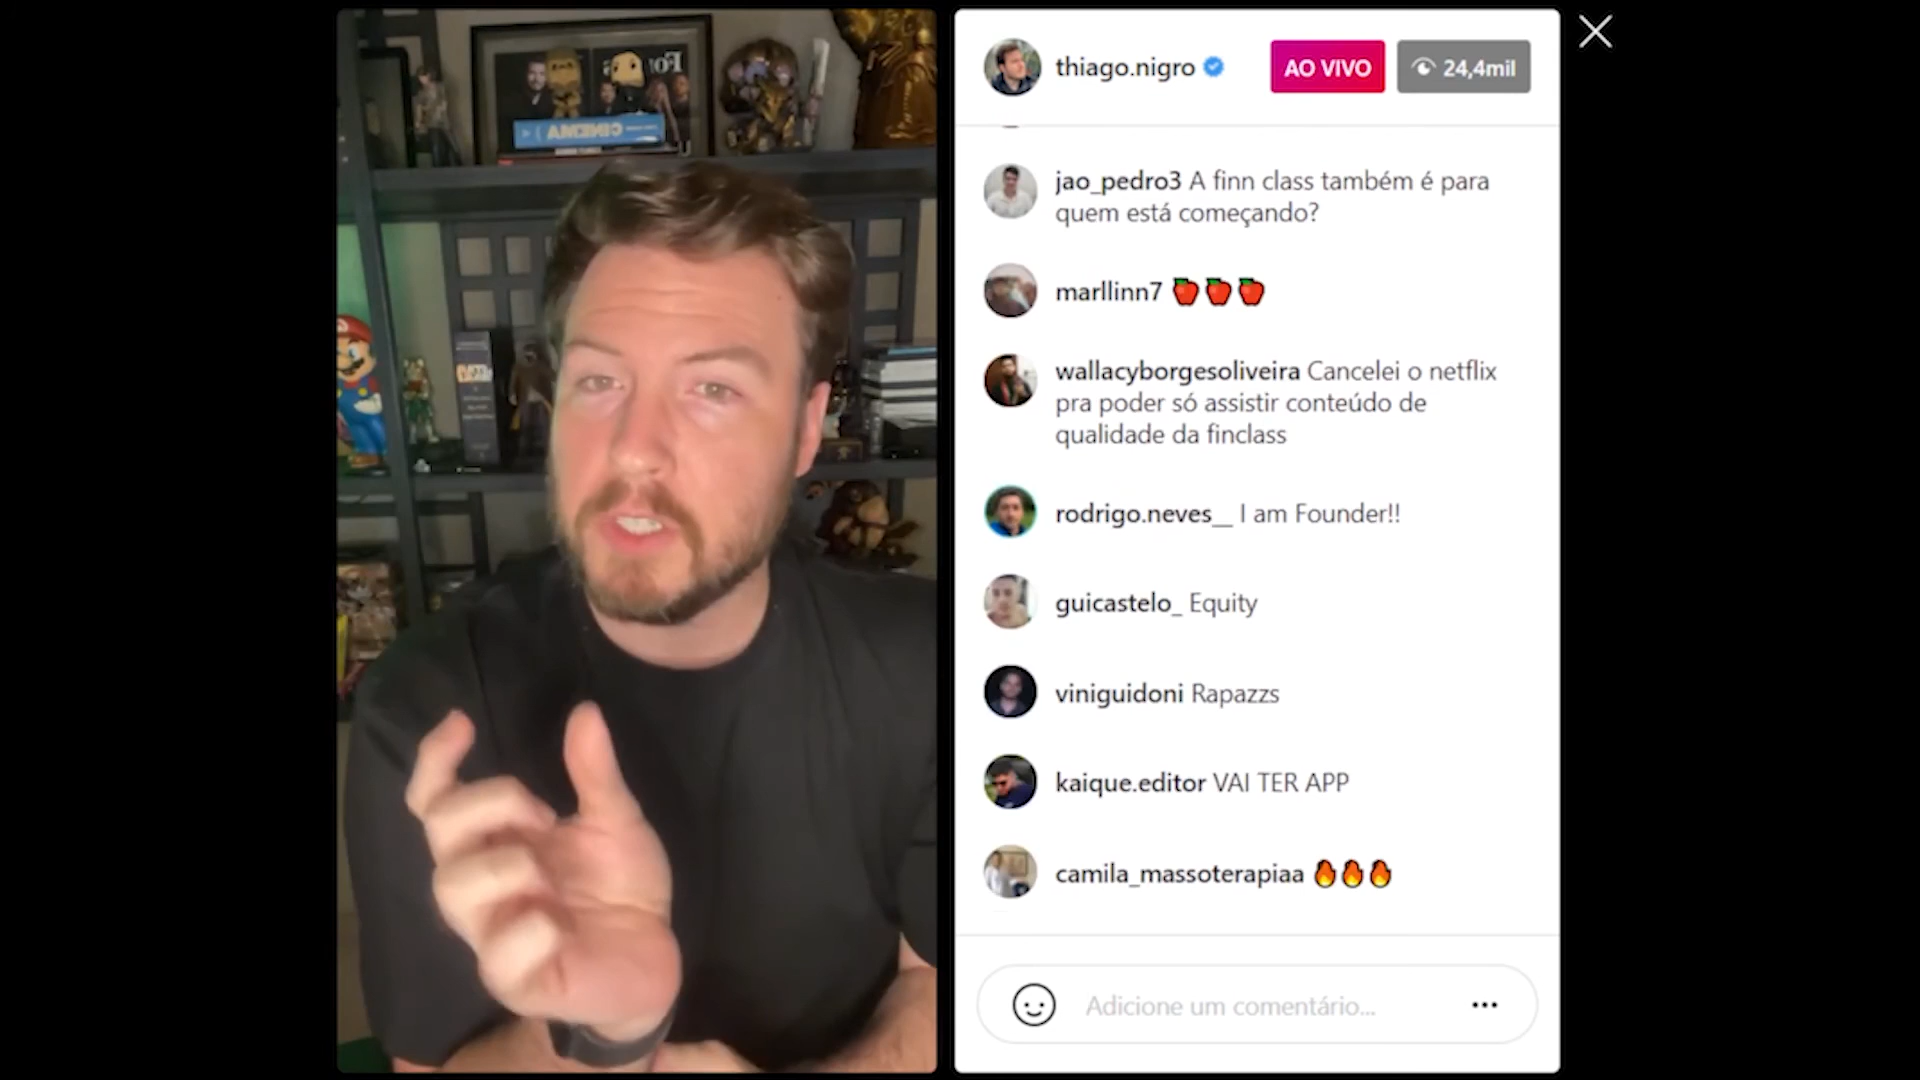 CINEMA
thiago.nigro
AO VIVO
24,4mil
jao_pedro3 A finn class também é para
quem está começando?
marllinn7 🍎🍎🍎
wallacyborgesoliveira Cancelei o netflix
pra poder só assistir conteúdo de
qualidade da finclass
rodrigo.neves__ I am Founder!!
guicastelo_ Equity
viniguidoni Rapazzs
kaique.editor VAI TER APP
camila_massoterapiaa 🔥🔥🔥
Adicione um comentário...